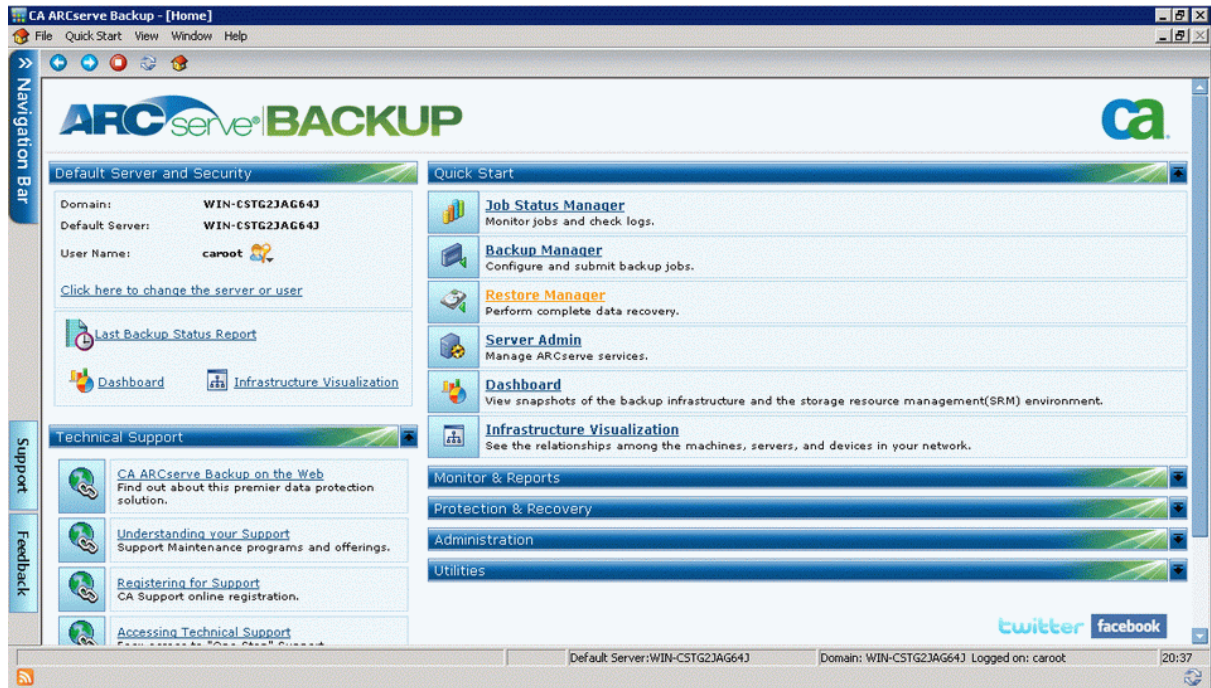 CA ARCserve Backup - [Home]
File Quick Start View Window Help
Navigation Bar
ARCserve® BACKUP
ca
Default Server and Security
Domain: WIN-CSTG2JAG64J
Default Server: WIN-CSTG2JAG64J
User Name: caroot
Click here to change the server or user
Last Backup Status Report
Dashboard
Infrastructure Visualization
Technical Support
CA ARCserve Backup on the Web
Find out about this premier data protection
solution.
Understanding your Support
Support Maintenance programs and offerings.
Registering for Support
CA Support online registration.
Accessing Technical Support
Quick Start
Job Status Manager
Monitor jobs and check logs.
Backup Manager
Configure and submit backup jobs.
Restore Manager
Perform complete data recovery.
Server Admin
Manage ARCserve services.
Dashboard
View snapshots of the backup infrastructure and the storage resource management(SRM) environment.
Infrastructure Visualization
See the relationships among the machines, servers, and devices in your network.
Monitor & Reports
Protection & Recovery
Administration
Utilities
twitter
facebook
Support
Feedback
Default Server:WIN-CSTG2JAG64J
Domain: WIN-CSTG2JAG64J Logged on: caroot
20:37